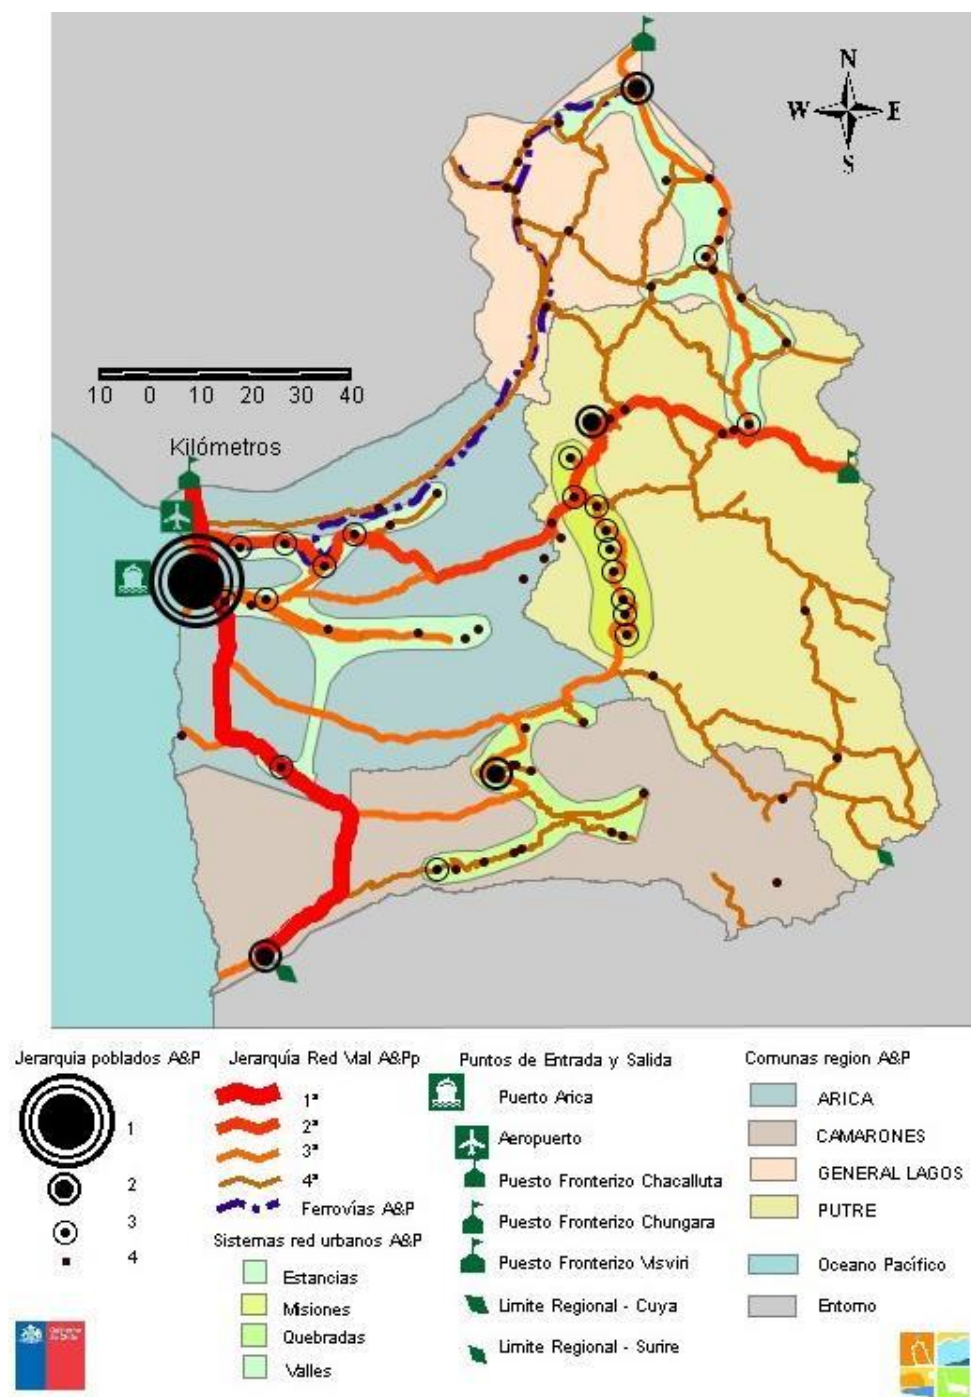 N
W E
S
10 0 10 20 30 40
Kilómetros
Jerarquia poblados A&P
1
2
3
4
Jerarquía Red Vial A&Pp
1ª
2ª
3ª
4ª
Ferrovías A&P
Sistemas red urbanos A&P
Estancias
Misiones
Quebradas
Valles
Puntos de Entrada y Salida
Puerto Arica
Aeropuerto
Puesto Fronterizo Chacalluta
Puesto Fronterizo Chungara
Puesto Fronterizo Visviri
Limite Regional - Cuya
Limite Regional - Surire
Comunas region A&P
ARICA
CAMARONES
GENERAL LAGOS
PUTRE
Oceano Pacífico
Entorno